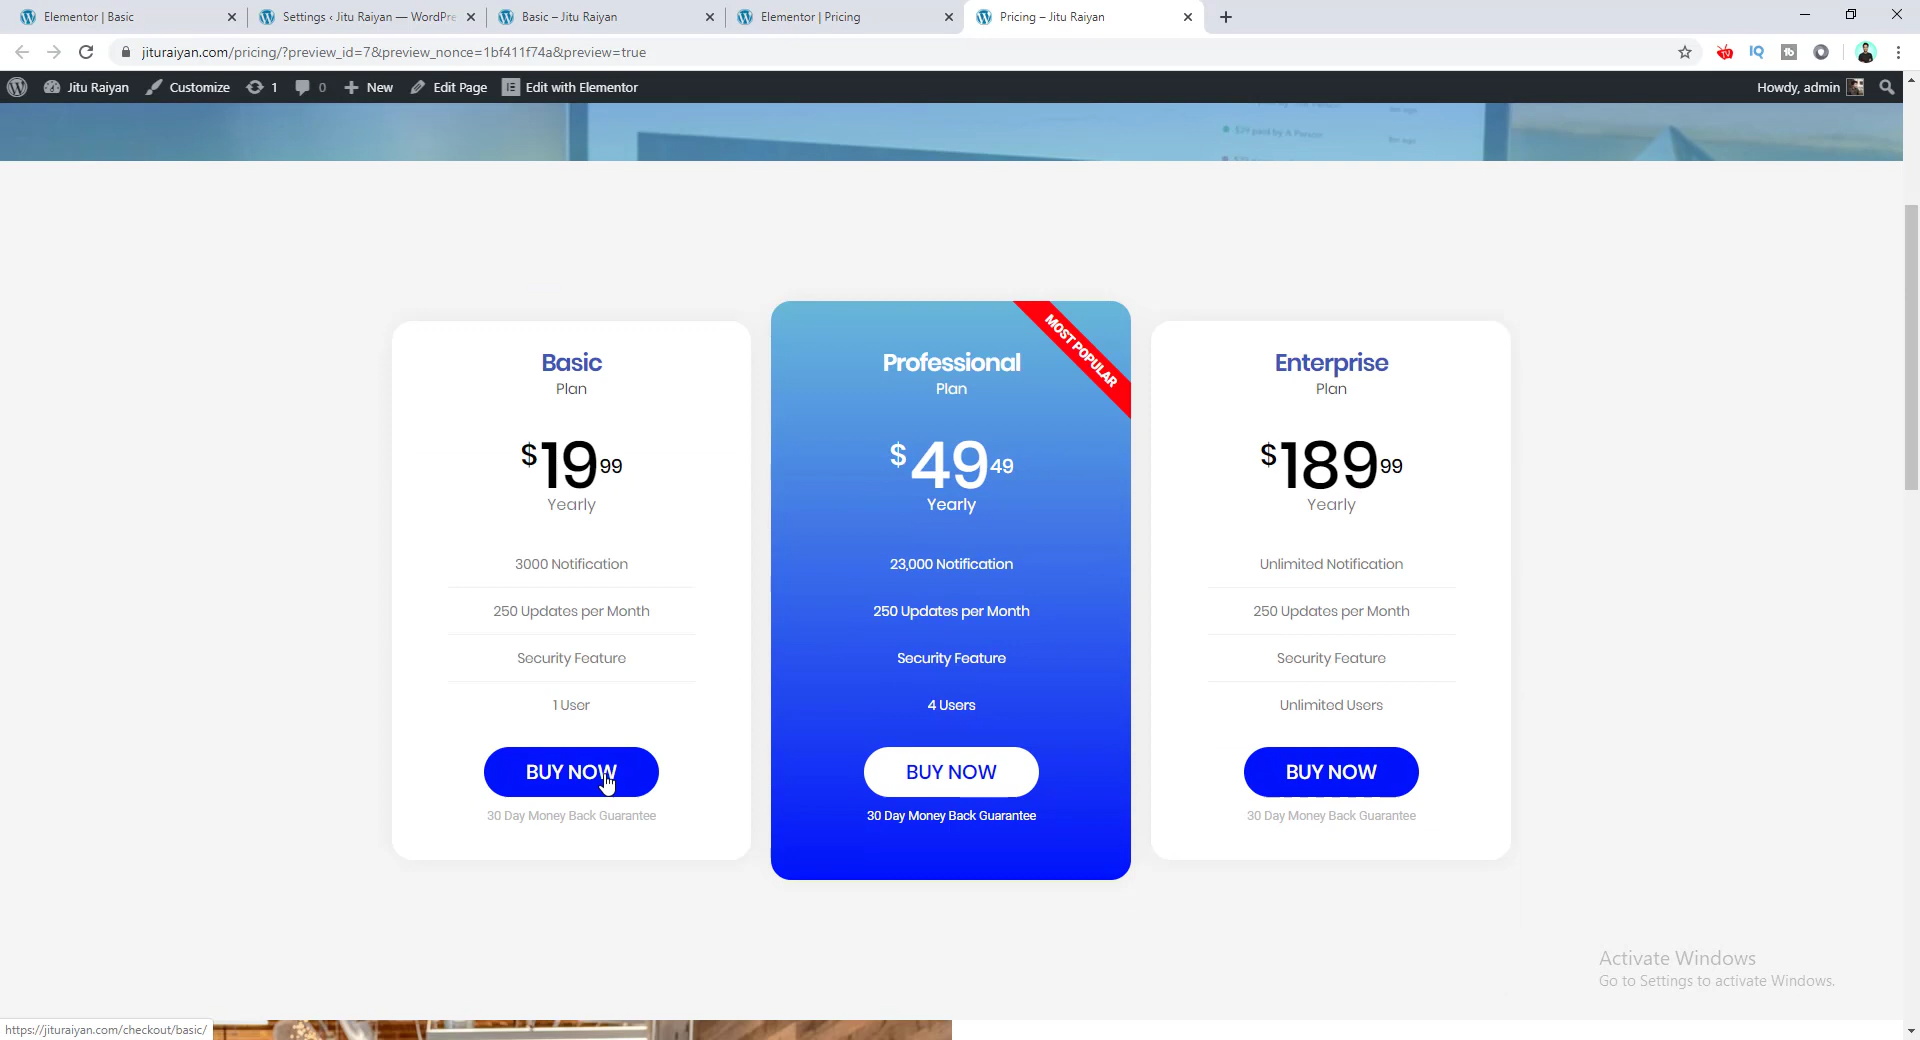 Elementor | Basic
Settings ‹ Jitu Raiyan — WordPre
Basic – Jitu Raiyan
Elementor | Pricing
Pricing – Jitu Raiyan
jituraiyan.com/pricing/?preview_id=7&preview_nonce=1bf411f74a&preview=true
Jitu Raiyan
Customize
1
0
New
Edit Page
Edit with Elementor
Howdy, admin
$29 paid by A Person
MOST POPULAR
Basic
Plan
$19 99
Yearly
3000 Notification
250 Updates per Month
Security Feature
1 User
BUY NOW
30 Day Money Back Guarantee
Professional
Plan
$49 49
Yearly
23,000 Notification
250 Updates per Month
Security Feature
4 Users
BUY NOW
30 Day Money Back Guarantee
Enterprise
Plan
$189 99
Yearly
Unlimited Notification
250 Updates per Month
Security Feature
Unlimited Users
BUY NOW
30 Day Money Back Guarantee
Activate Windows
Go to Settings to activate Windows.
https://jituraiyan.com/checkout/basic/